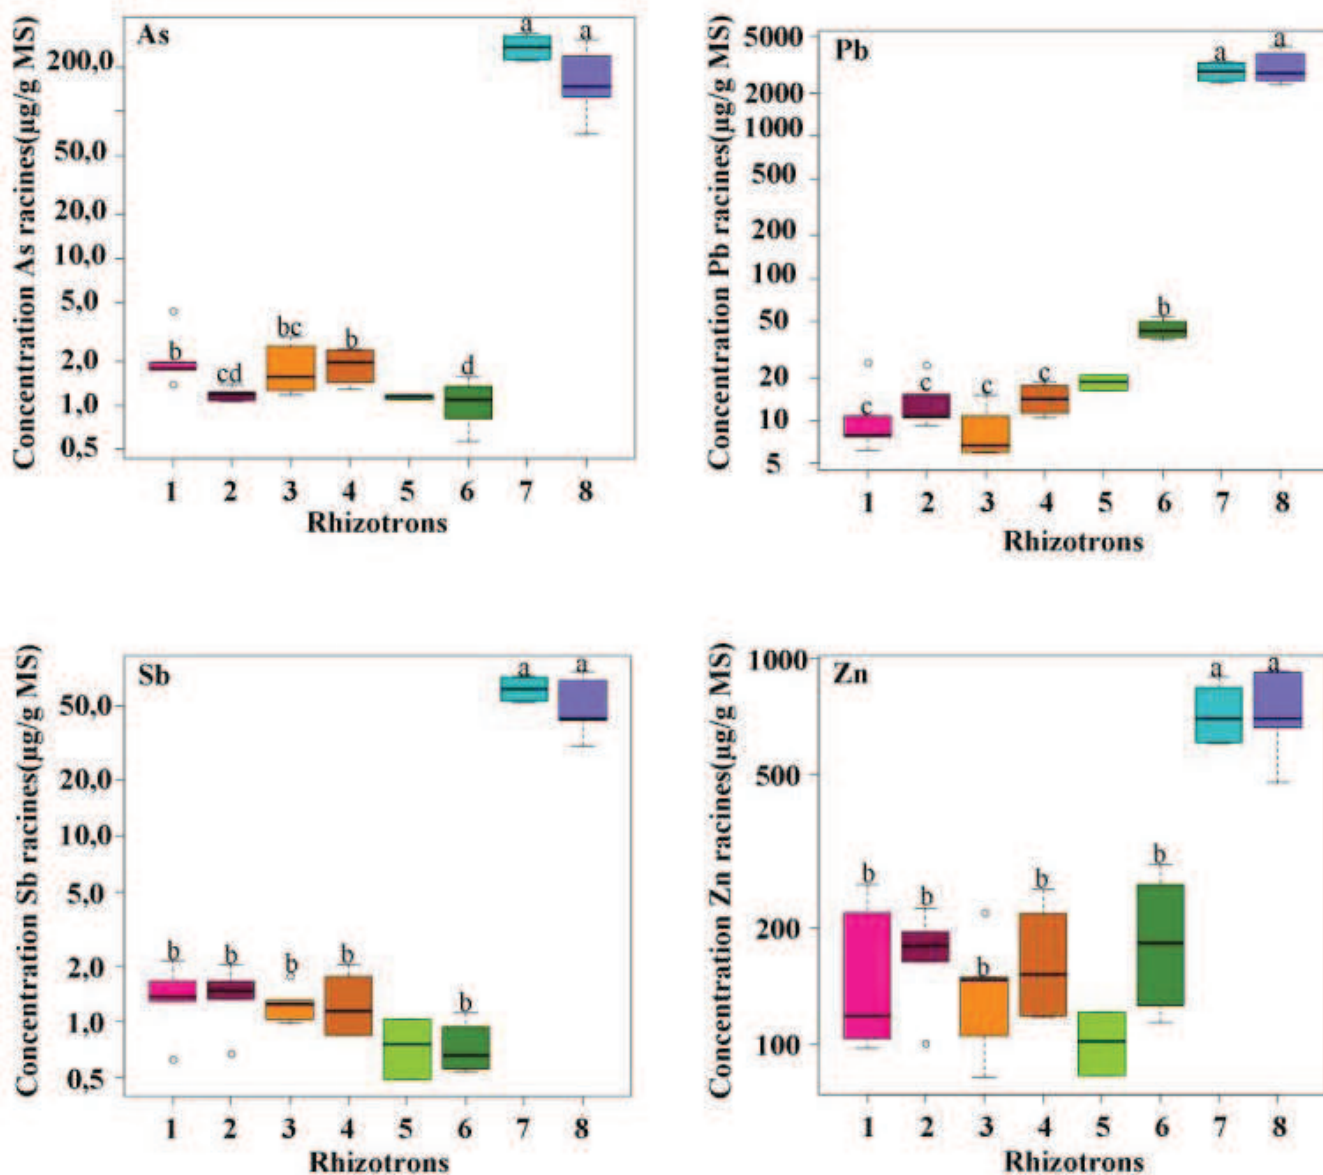 Concentration As racines(µg/g MS)
As
200,0
50,0
20,0
10,0
5,0
2,0
1,0
0,5
b
cd
bc
b
d
a
a
1 2 3 4 5 6 7 8
Rhizotrons
Concentration Pb racines(µg/g MS)
Pb
5000
2000
1000
500
200
100
50
20
10
5
c
c
c
c
b
a
a
1 2 3 4 5 6 7 8
Rhizotrons
Concentration Sb racines(µg/g MS)
Sb
50,0
20,0
10,0
5,0
2,0
1,0
0,5
b
b
b
b
b
a
a
1 2 3 4 5 6 7 8
Rhizotrons
Concentration Zn racines(µg/g MS)
Zn
1000
500
200
100
b
b
b
b
b
a
a
1 2 3 4 5 6 7 8
Rhizotrons